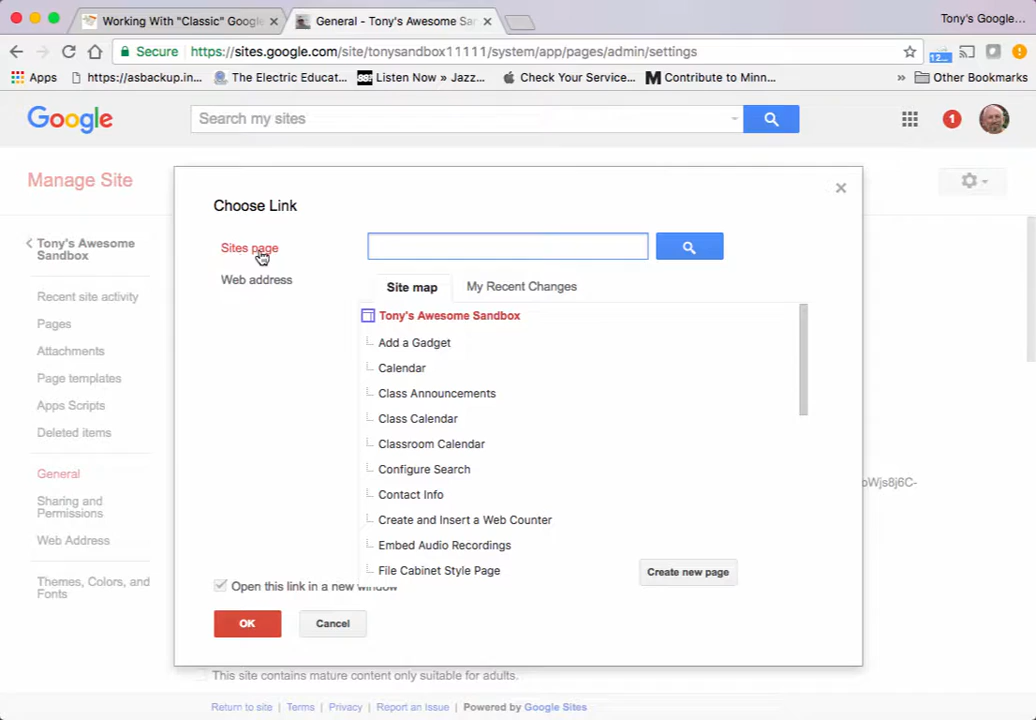 Working With "Classic" Google
General - Tony's Awesome Sa
Tony's Google...
Secure
https://sites.google.com/site/tonysandbox11111/system/app/pages/admin/settings
12...
Apps
https://asbackup.in...
The Electric Educat...
Listen Now » Jazz...
Check Your Service...
Contribute to Minn...
»
Other Bookmarks
Google
Search my sites
1
Manage Site
Choose Link
Sites page
Web address
Tony's Awesome
Sandbox
Recent site activity
Pages
Attachments
Page templates
Apps Scripts
Deleted items
General
Sharing and
Permissions
Web Address
Themes, Colors, and
Fonts
Site map
My Recent Changes
Tony's Awesome Sandbox
Add a Gadget
Calendar
Class Announcements
Class Calendar
Classroom Calendar
Configure Search
Contact Info
Create and Insert a Web Counter
Embed Audio Recordings
File Cabinet Style Page
Create new page
oWjs8j6C-
Open this link in a new window
OK
Cancel
This site contains mature content only suitable for adults.
Return to site | Terms | Privacy | Report an Issue | Powered by Google Sites